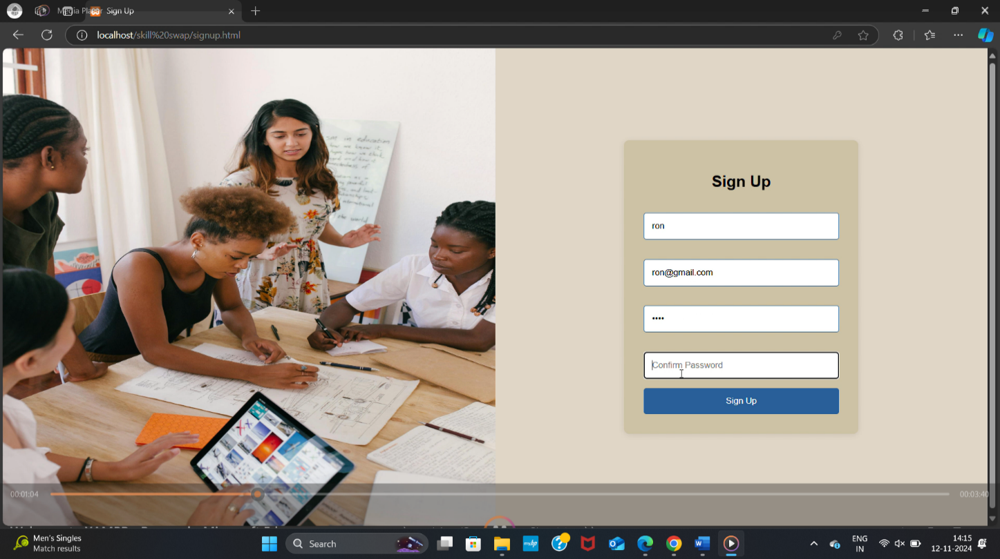 Media Player
Sign Up
localhost/skill%20swap/signup.html
Sign Up
ron
ron@gmail.com
••••
Confirm Password
Sign Up
00:01:04
00:03:40
Men's Singles
Match results
Search
myhp
ENG
IN
14:15
12-11-2024